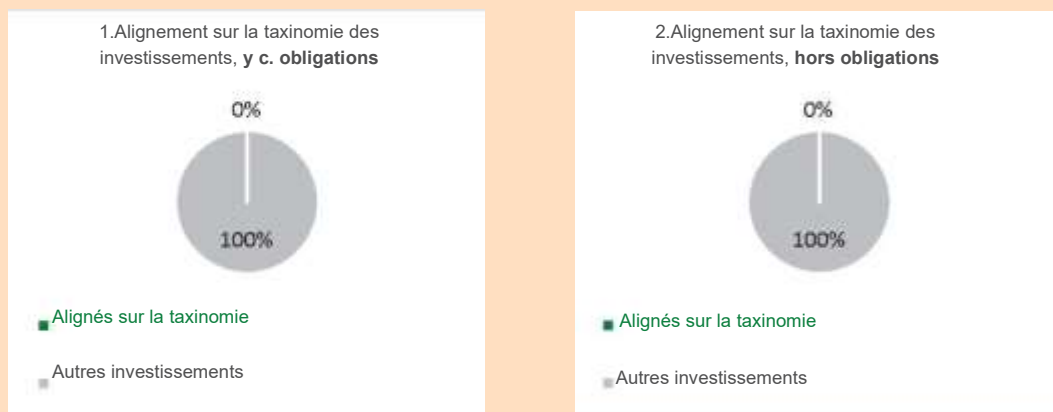 1.Alignement sur la taxinomie des
investissements, y c. obligations
0%
100%
Alignés sur la taxinomie
Autres investissements
2.Alignement sur la taxinomie des
investissements, hors obligations
0%
100%
Alignés sur la taxinomie
Autres investissements